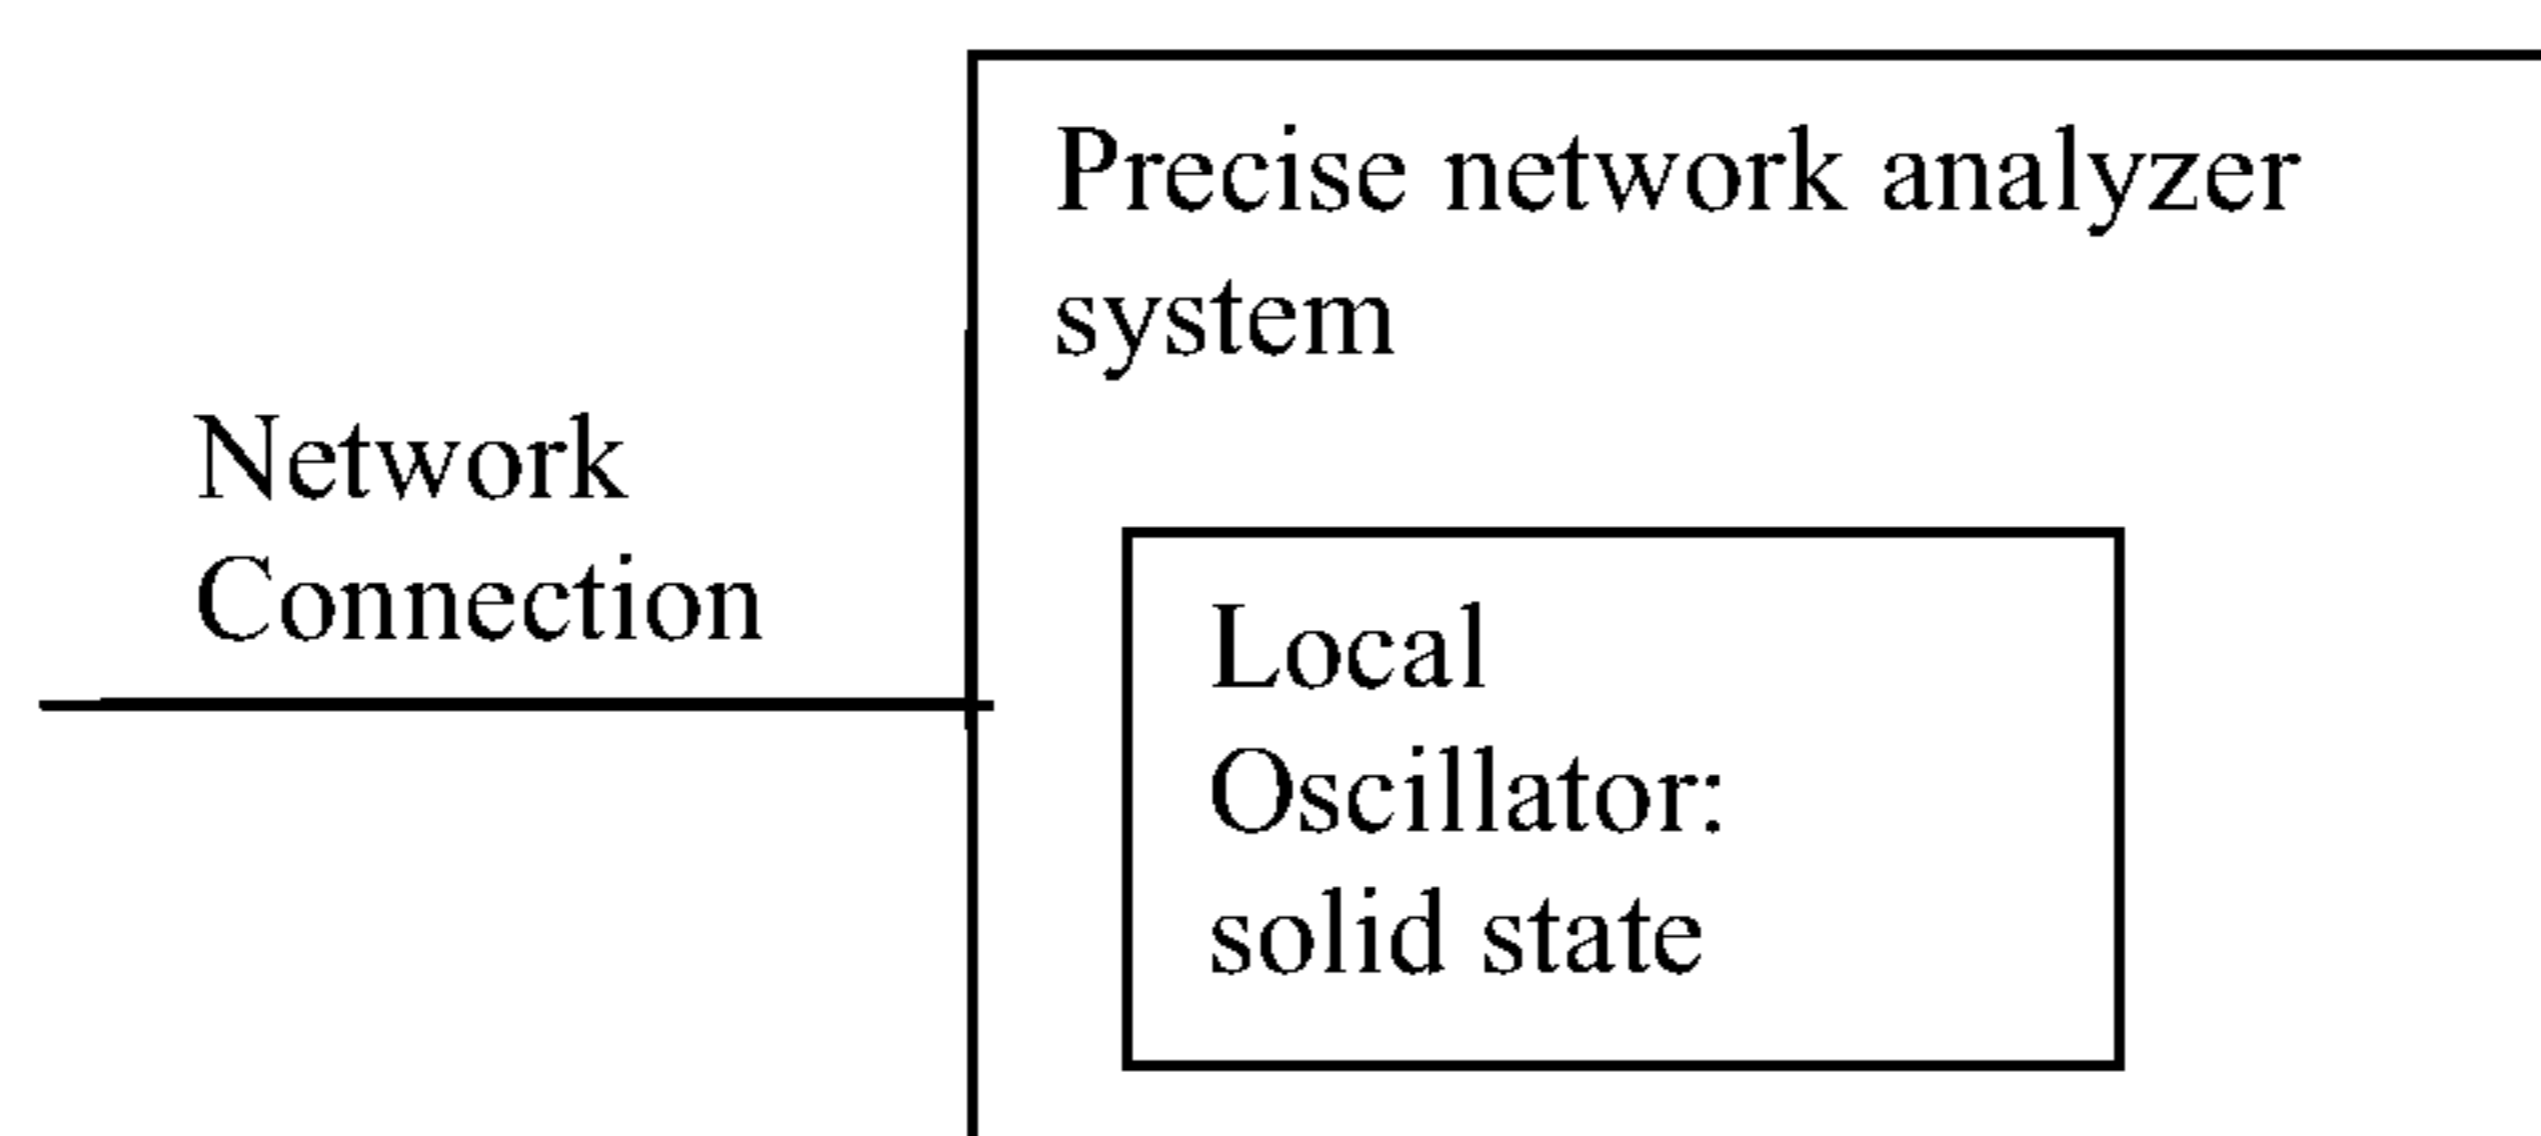 Precise network analyzer
system
Network
Connection
Local
Oscillator:
solid state